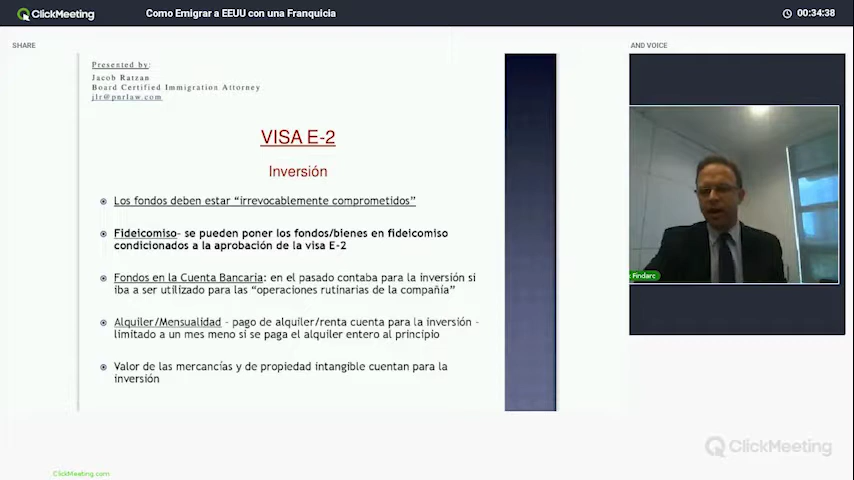 ClickMeeting
Como Emigrar a EEUU con una Franquicia
00:34:38
SHARE
AND VOICE
Presented by:
Jacob Ratzan
Board Certified Immigration Attorney
jlr@pnrlaw.com
VISA E-2
Inversión
Los fondos deben estar “irrevocablemente comprometidos”
Fideicomiso– se pueden poner los fondos/bienes en fideicomiso
condicionados a la aprobación de la visa E-2
Fondos en la Cuenta Bancaria: en el pasado contaba para la inversión si
iba a ser utilizado para las “operaciones rutinarias de la compañía”
Alquiler/Mensualidad – pago de alquiler/renta cuenta para la inversión –
limitado a un mes meno si se paga el alquiler entero al principio
Valor de las mercancías y de propiedad intangible cuentan para la
inversión
Findarc
ClickMeeting
ClickMeeting.com